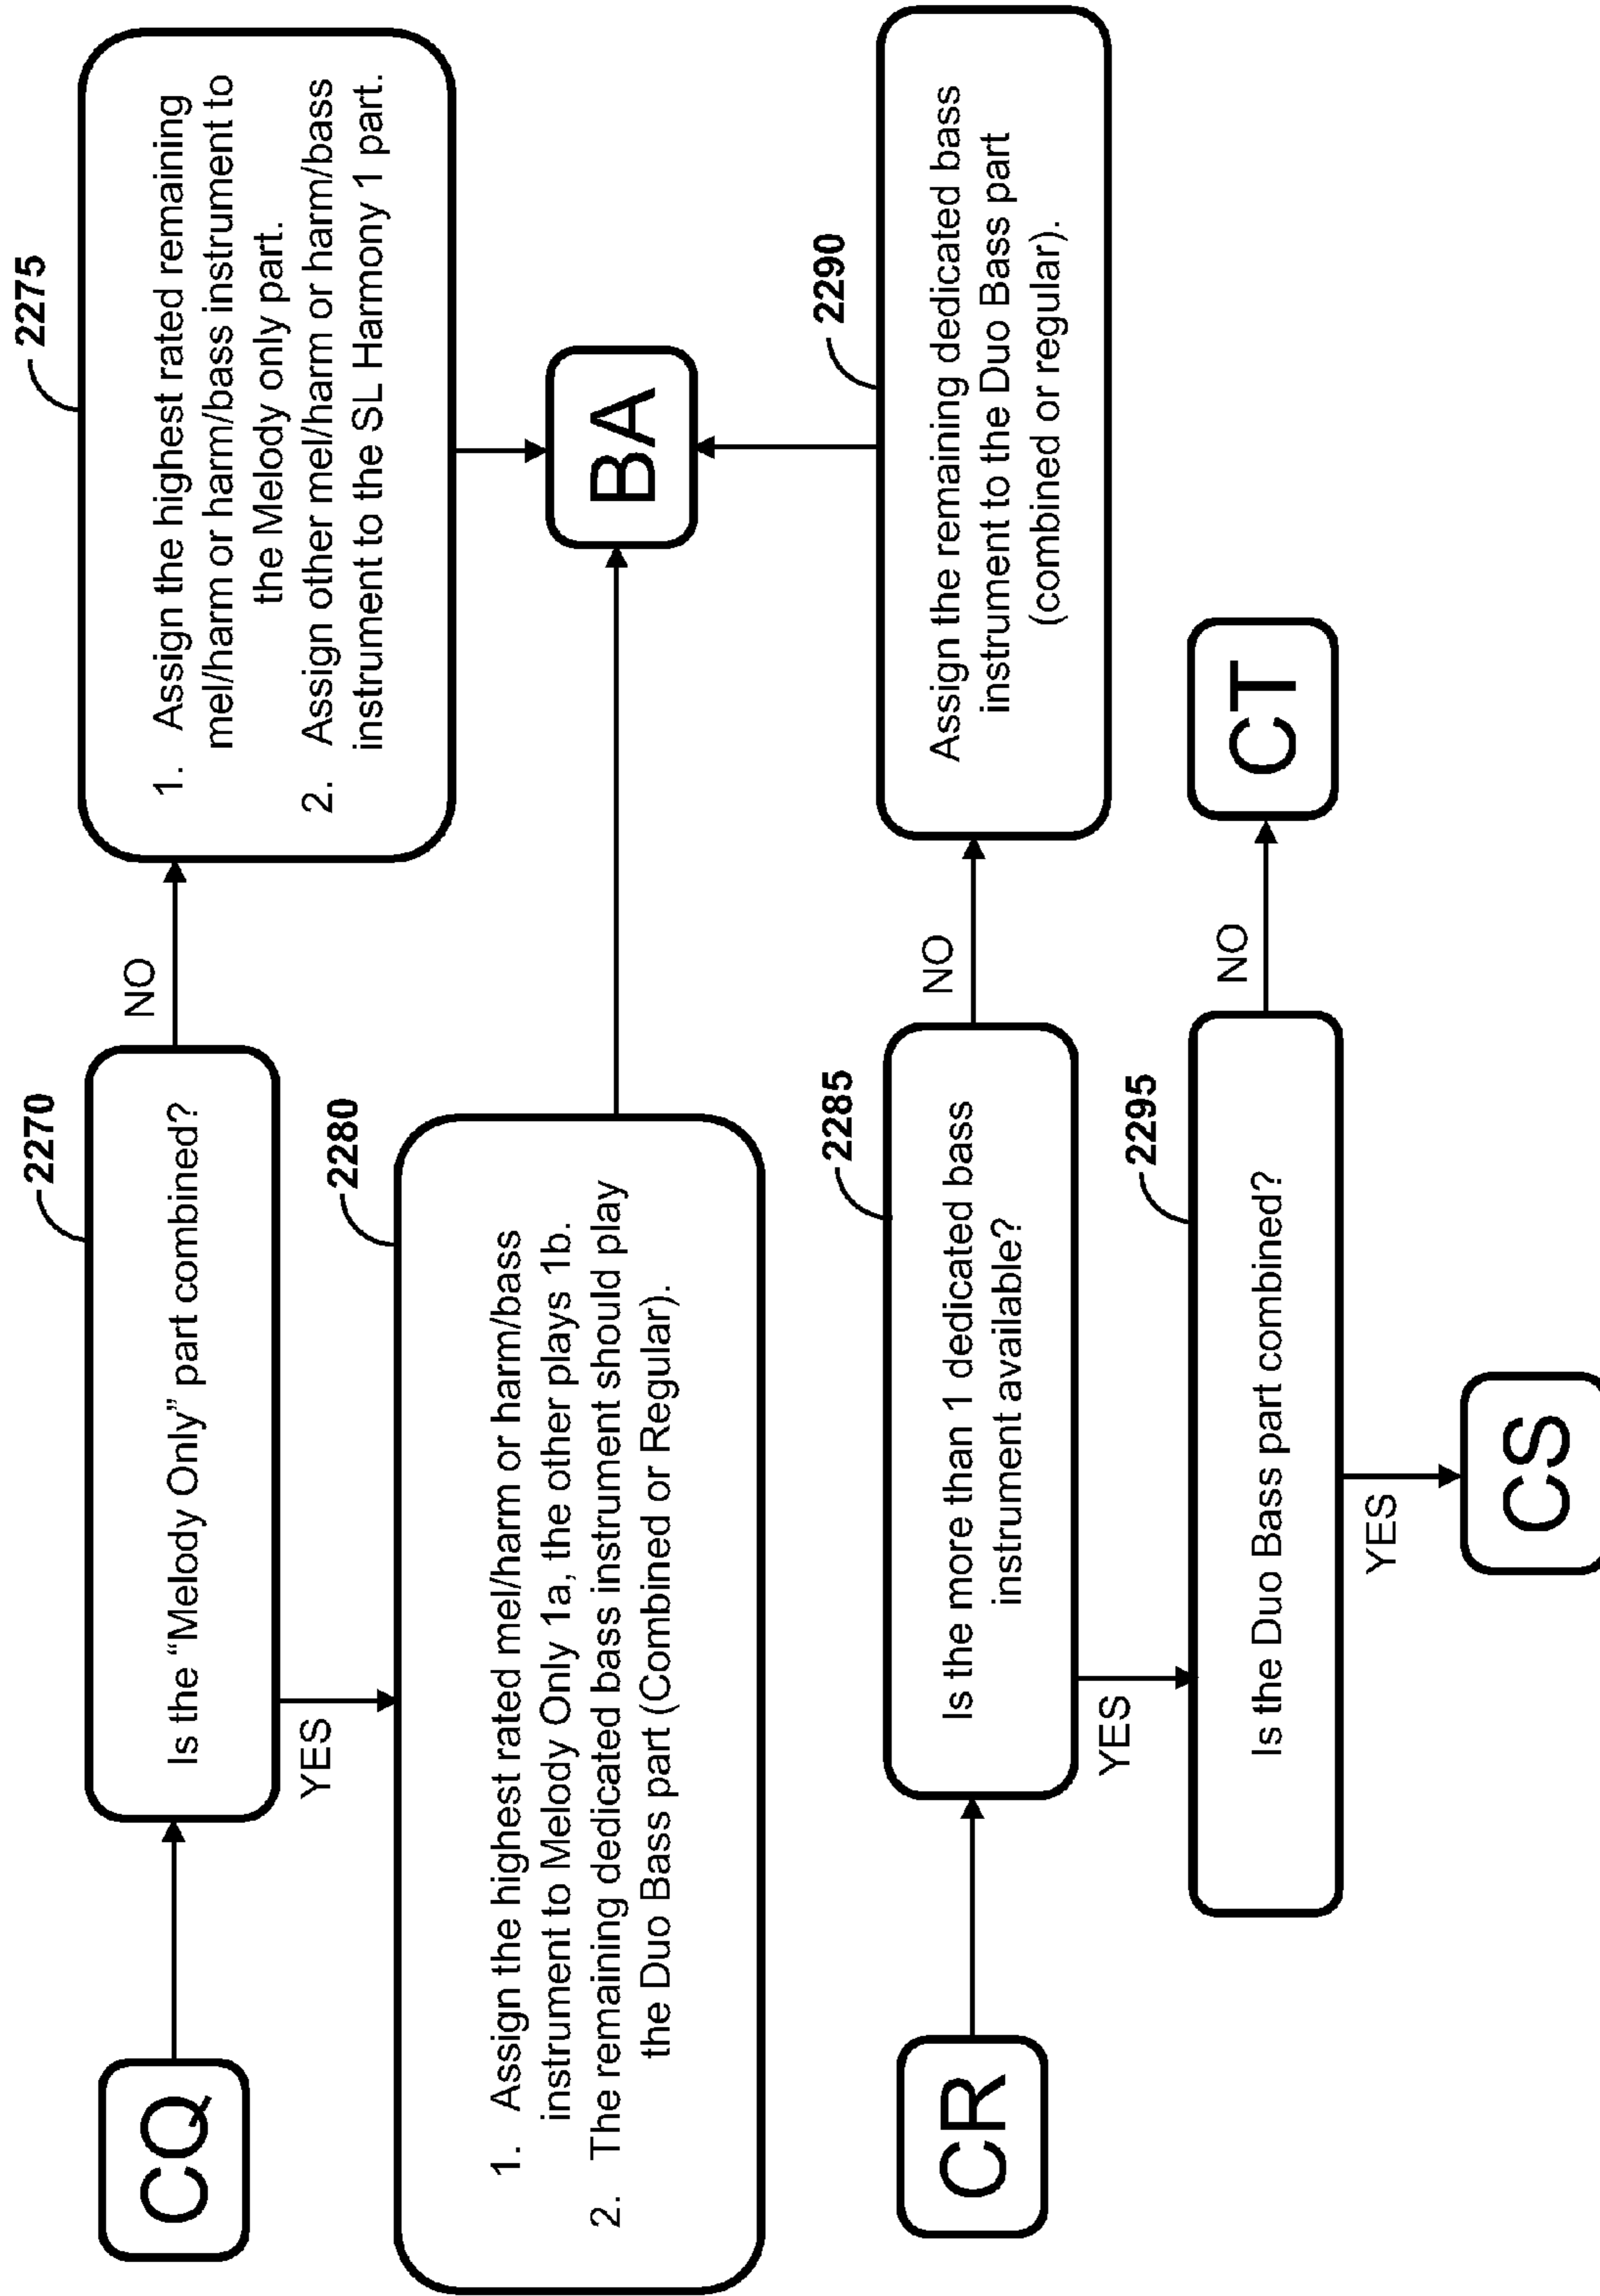 CQ
2270
Is the “Melody Only” part combined?
NO
2275
1. Assign the highest rated remaining
mel/harm or harm/bass instrument to
the Melody only part.
2. Assign other mel/harm or harm/bass
instrument to the SL Harmony 1 part.
YES
2280
1. Assign the highest rated mel/harm or harm/bass
instrument to Melody Only 1a, the other plays 1b.
2. The remaining dedicated bass instrument should play
the Duo Bass part (Combined or Regular).
BA
CR
2285
Is the more than 1 dedicated bass
instrument available?
NO
2290
Assign the remaining dedicated bass
instrument to the Duo Bass part
(combined or regular).
YES
2295
Is the Duo Bass part combined?
NO
CT
YES
CS